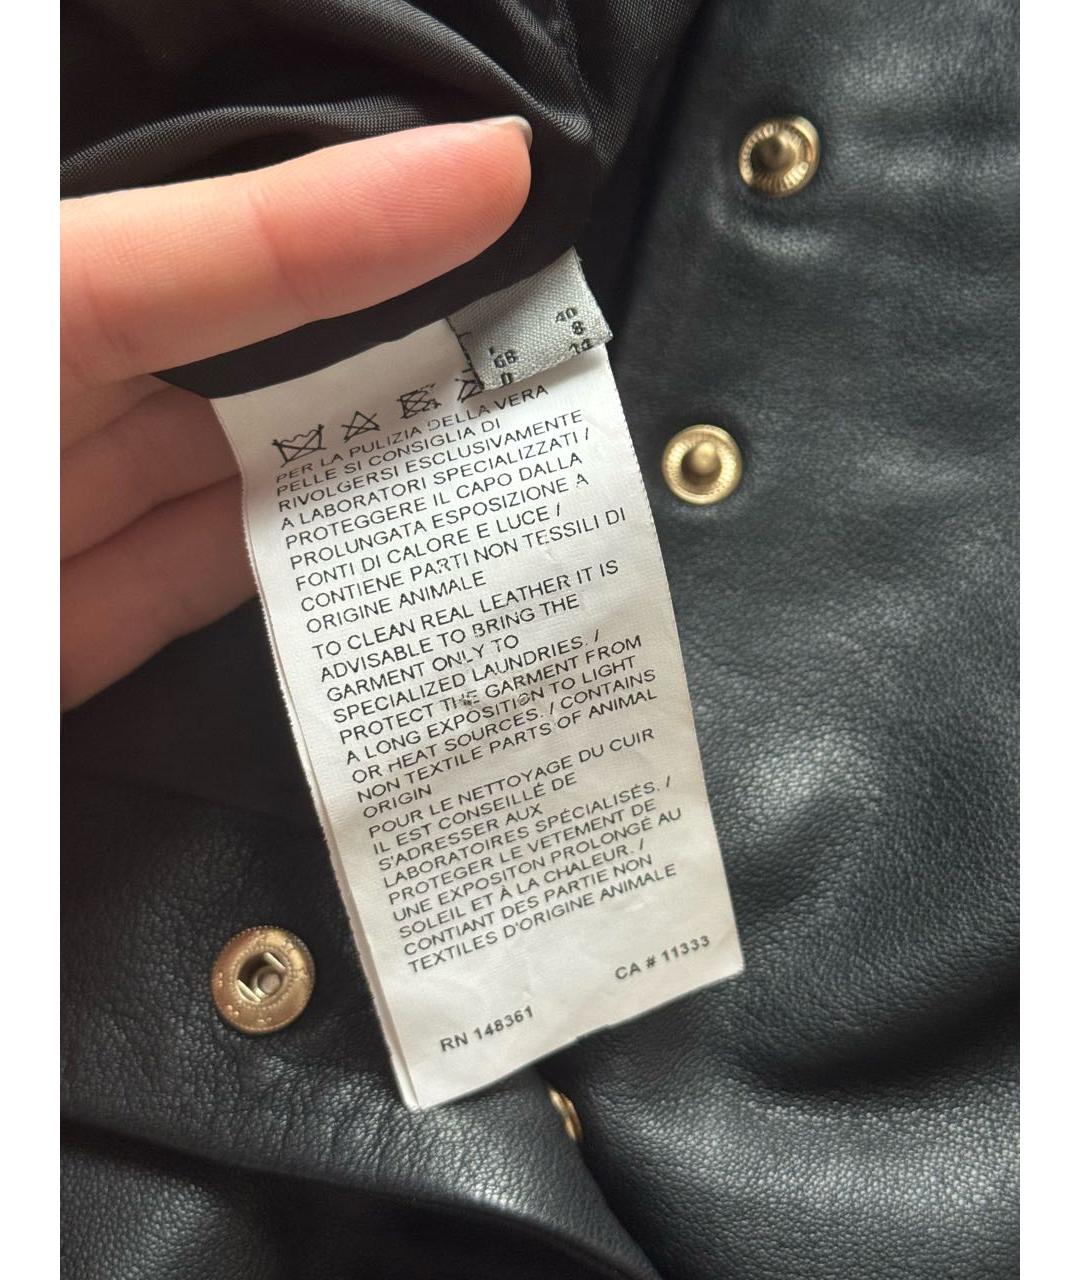 40
8
GB
14
PER LA PULIZIA DELLA VERA
PELLE SI CONSIGLIA DI
RIVOLGERSI ESCLUSIVAMENTE
A LABORATORI SPECIALIZZATI /
PROTEGGERE IL CAPO DALLA
PROLUNGATA ESPOSIZIONE A
FONTI DI CALORE E LUCE /
CONTIENE PARTI NON TESSILI DI
ORIGINE ANIMALE
TO CLEAN REAL LEATHER IT IS
ADVISABLE TO BRING THE
GARMENT ONLY TO
SPECIALIZED LAUNDRIES. /
PROTECT THE GARMENT FROM
A LONG EXPOSITION TO LIGHT
OR HEAT SOURCES. / CONTAINS
NON TEXTILE PARTS OF ANIMAL
ORIGIN
POUR LE NETTOYAGE DU CUIR
IL EST CONSEILLÉ DE
S'ADRESSER AUX
LABORATOIRES SPÉCIALISÉS. /
PROTEGER LE VETEMENT DE
UNE EXPOSITON PROLONGÉ AU
SOLEIL ET À LA CHALEUR. /
CONTIANT DES PARTIE NON
TEXTILES D'ORIGINE ANIMALE
CA # 11333
RN 148361